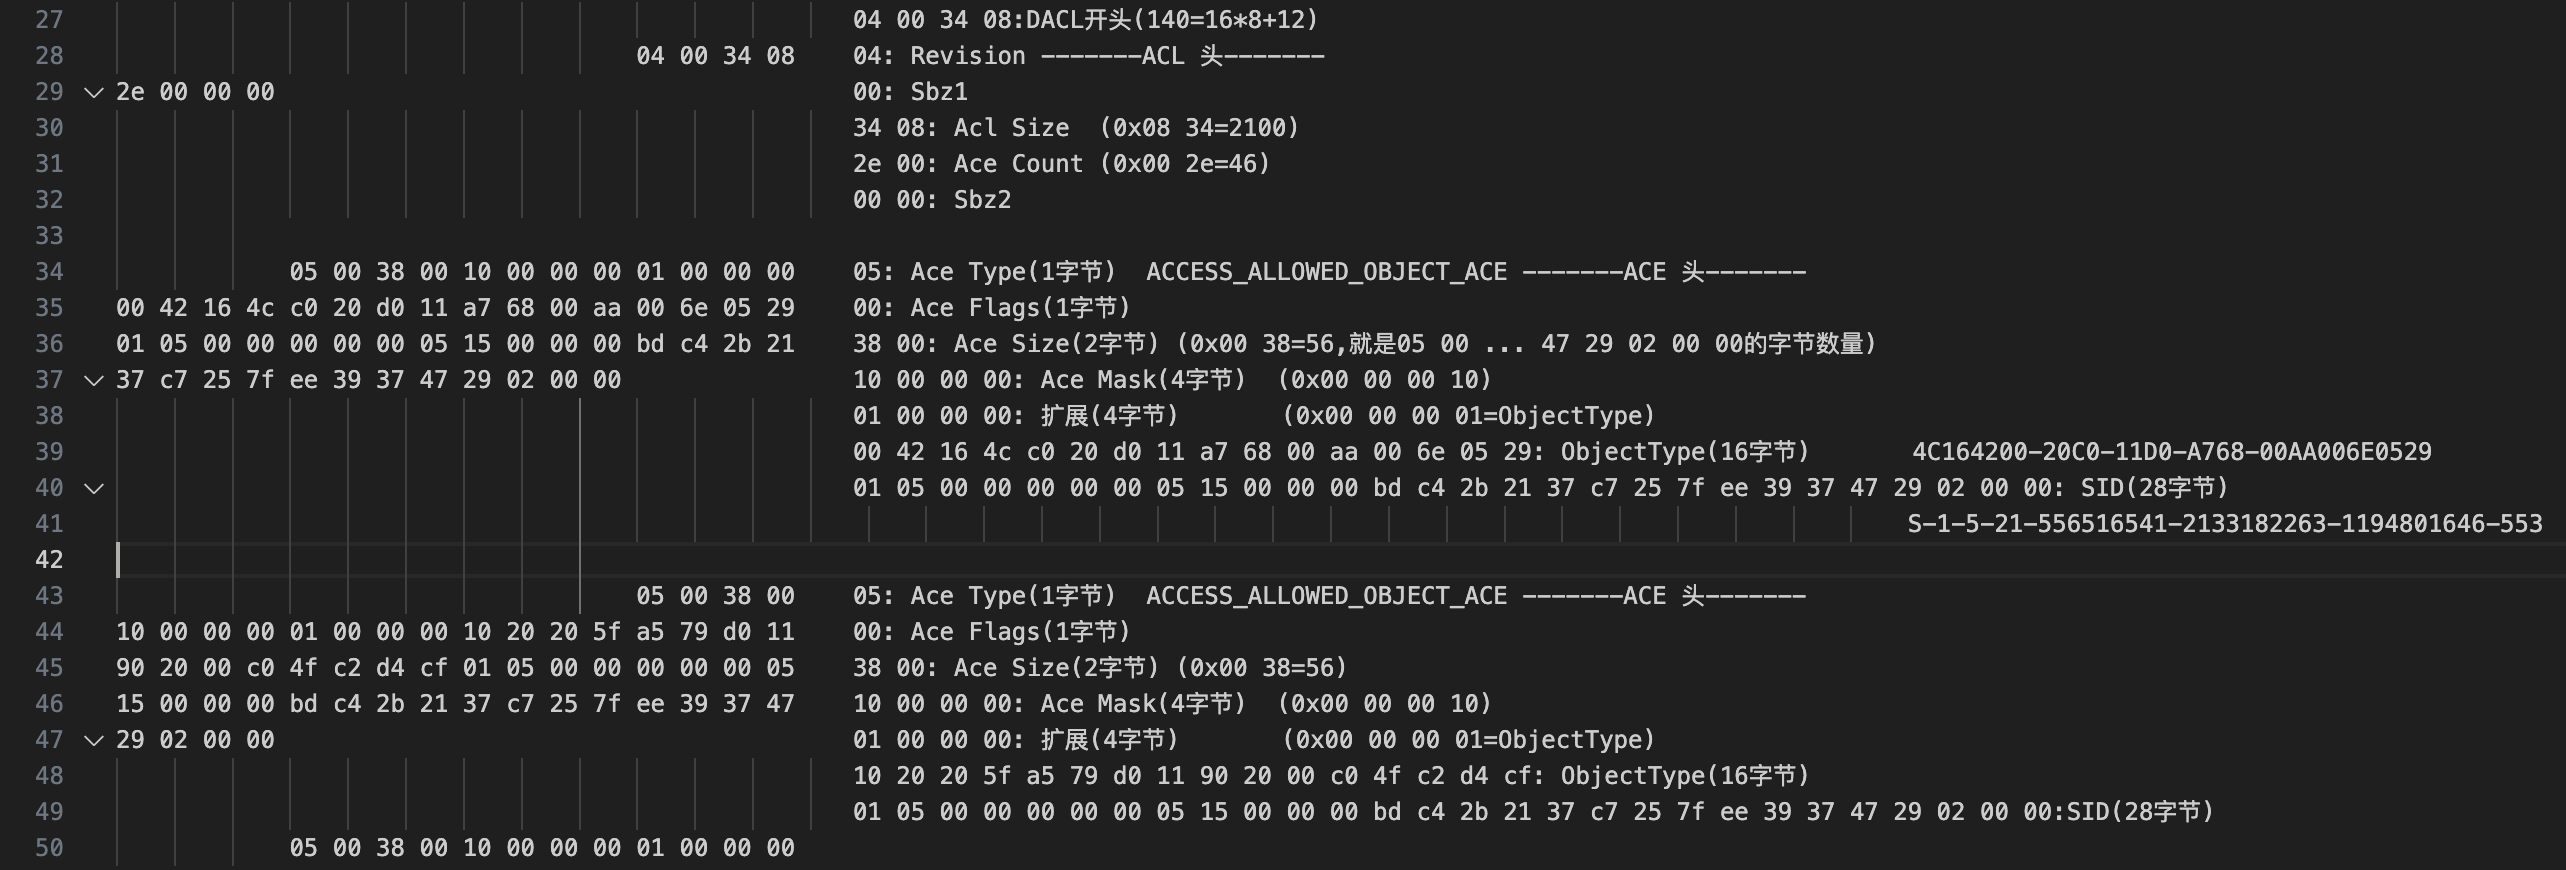 27 04 00 34 08:DACL开头(140=16*8+12)
28 04 00 34 08 04: Revision -------ACL 头-------
29 2e 00 00 00 00: Sbz1
30 34 08: Acl Size  (0x08 34=2100)
31 2e 00: Ace Count (0x00 2e=46)
32 00 00: Sbz2
33
34 05 00 38 00 10 00 00 00 01 00 00 00 05: Ace Type(1字节)  ACCESS_ALLOWED_OBJECT_ACE -------ACE 头-------
35 00 42 16 4c c0 20 d0 11 a7 68 00 aa 00 6e 05 29 00: Ace Flags(1字节)
36 01 05 00 00 00 00 00 05 15 00 00 00 bd c4 2b 21 38 00: Ace Size(2字节) (0x00 38=56,就是05 00 ... 47 29 02 00 00的字节数量)
37 37 c7 25 7f ee 39 37 47 29 02 00 00 10 00 00 00: Ace Mask(4字节)  (0x00 00 00 10)
38 01 00 00 00: 扩展(4字节)       (0x00 00 00 01=ObjectType)
39 00 42 16 4c c0 20 d0 11 a7 68 00 aa 00 6e 05 29: ObjectType(16字节)       4C164200-20C0-11D0-A768-00AA006E0529
40 01 05 00 00 00 00 00 05 15 00 00 00 bd c4 2b 21 37 c7 25 7f ee 39 37 47 29 02 00 00: SID(28字节)
41 S-1-5-21-556516541-2133182263-1194801646-553
42
43 05 00 38 00 05: Ace Type(1字节)  ACCESS_ALLOWED_OBJECT_ACE -------ACE 头-------
44 10 00 00 00 01 00 00 00 10 20 20 5f a5 79 d0 11 00: Ace Flags(1字节)
45 90 20 00 c0 4f c2 d4 cf 01 05 00 00 00 00 00 05 38 00: Ace Size(2字节) (0x00 38=56)
46 15 00 00 00 bd c4 2b 21 37 c7 25 7f ee 39 37 47 10 00 00 00: Ace Mask(4字节)  (0x00 00 00 10)
47 29 02 00 00 01 00 00 00: 扩展(4字节)       (0x00 00 00 01=ObjectType)
48 10 20 20 5f a5 79 d0 11 90 20 00 c0 4f c2 d4 cf: ObjectType(16字节)
49 01 05 00 00 00 00 00 05 15 00 00 00 bd c4 2b 21 37 c7 25 7f ee 39 37 47 29 02 00 00:SID(28字节)
50 05 00 38 00 10 00 00 00 01 00 00 00